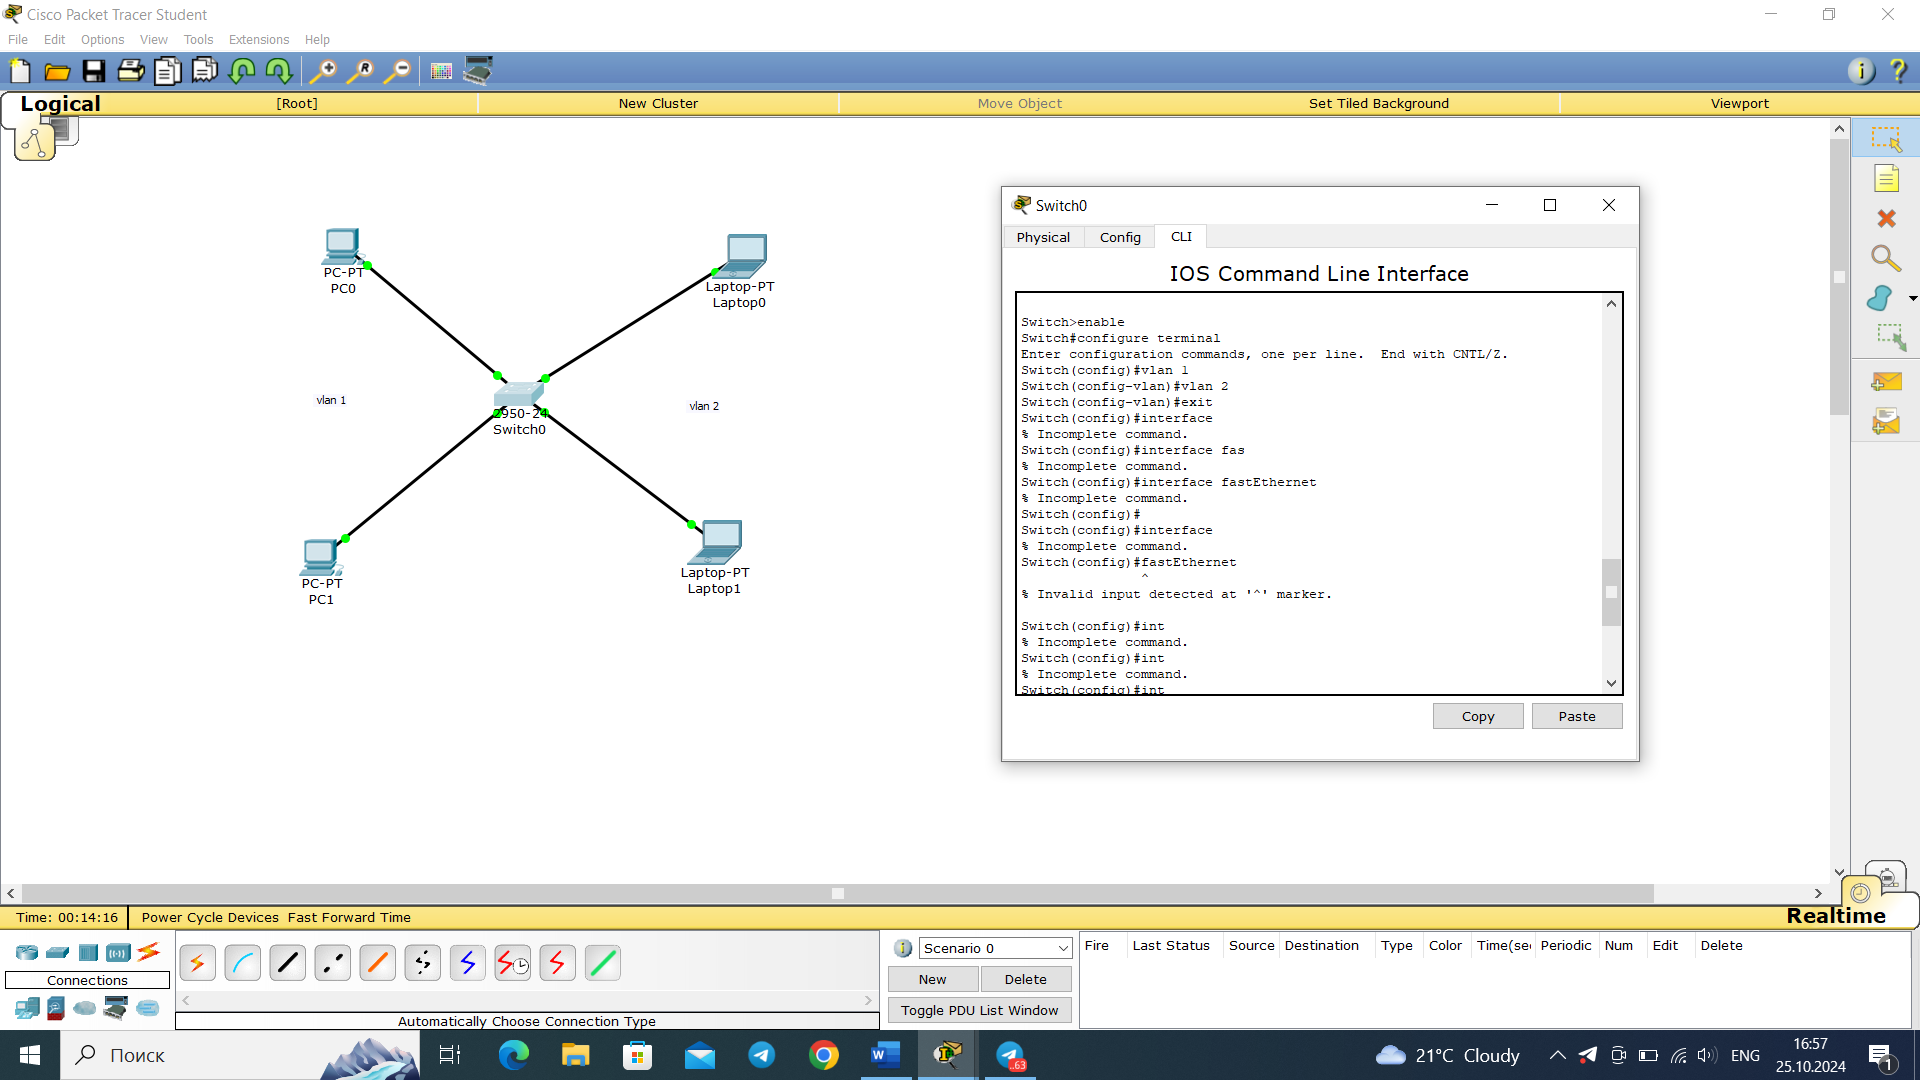 Cisco Packet Tracer Student
File Edit Options View Tools Extensions Help
Logical [Root] New Cluster Move Object Set Tiled Background Viewport
PC-PT
PC0
Laptop-PT
Laptop0
vlan 1
vlan 2
2950-24
Switch0
PC-PT
PC1
Laptop-PT
Laptop1
Switch0
Physical Config CLI
IOS Command Line Interface
Switch>enable
Switch#configure terminal
Enter configuration commands, one per line.  End with CNTL/Z.
Switch(config)#vlan 1
Switch(config-vlan)#vlan 2
Switch(config-vlan)#exit
Switch(config)#interface
% Incomplete command.
Switch(config)#interface fas
% Incomplete command.
Switch(config)#interface fastEthernet
% Incomplete command.
Switch(config)#
Switch(config)#interface
% Incomplete command.
Switch(config)#fastEthernet
^
% Invalid input detected at '^' marker.
Switch(config)#int
% Incomplete command.
Switch(config)#int
% Incomplete command.
Switch(config)#int
Copy Paste
Time: 00:14:16 Power Cycle Devices Fast Forward Time
Realtime
Connections
Automatically Choose Connection Type
Scenario 0
New Delete
Toggle PDU List Window
Fire Last Status Source Destination Type Color Time(sec Periodic Num Edit Delete
Поиск
63
21°C Cloudy
ENG
16:57
25.10.2024
1